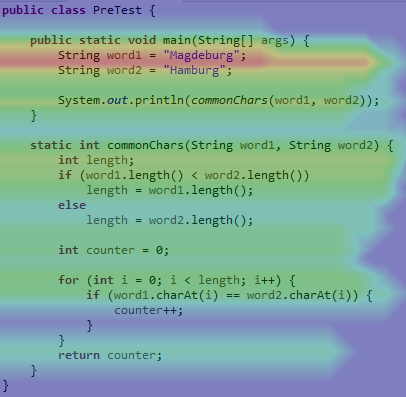 public class PreTest {
public static void main(String[] args) {
String word1 = "Magdeburg";
String word2 = "Hamburg";
System.out.println(commonChars(word1, word2));
}
static int commonChars(String word1, String word2) {
int length;
if (word1.length() < word2.length())
length = word1.length();
else
length = word2.length();
int counter = 0;
for (int i = 0; i < length; i++) {
if (word1.charAt(i) == word2.charAt(i)) {
counter++;
}
}
return counter;
}
}